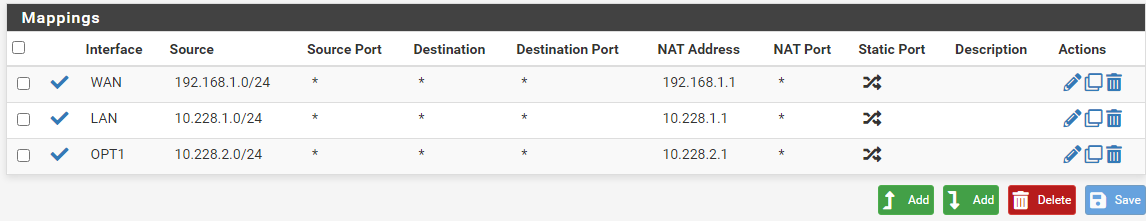 Mappings
Interface Source Source Port Destination Destination Port NAT Address NAT Port Static Port Description Actions
WAN 192.168.1.0/24 * * * 192.168.1.1 *
LAN 10.228.1.0/24 * * * 10.228.1.1 *
OPT1 10.228.2.0/24 * * * 10.228.2.1 *
Add Add Delete Save